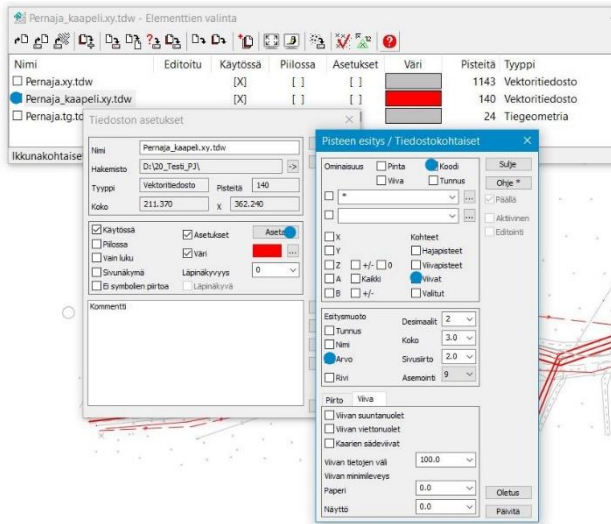 Pernaja_kaapeli.xy.tdw - Elementtien valinta
Nimi Editoitu Käytössä Piilossa Asetukset Väri Pisteitä Tyyppi
Pernaja.xy.tdw [X] [ ] [ ] 1143 Vektoritiedosto
Pernaja_kaapeli.xy.tdw [X] [ ] [ ] 140 Vektoritiedosto
Pernaja.tg.td 24 Tiegeometria
Ikkunakohtaise
Tiedoston asetukset
Nimi Pernaja_kaapeli.xy.tdw
Hakemisto D:\20_Testi_PJ\ ->
Tyyppi Vektoritiedosto Pisteitä 140
Koko 211.370 X 362.240
Käytössä Asetukset Aset
Piilossa
Vain luku Väri ...
Sivunäkymä Läpinäkyvyys 0
Ei symbolien piirtoa Läpinäkyvä
Kommentti
Pisteen esitys / Tiedostokohtaiset
Ominaisuus Pinta Koodi Sulje
Viiva Tunnus Ohje *
* ... Päällä
... Aktiivinen
Editointi
X Kohteet
Y Hajapisteet
Z +/- 0 Viivapisteet
A Kaikki Viivat
B +/- Valitut
Esitysmuoto Desimaalit 2
Tunnus
Nimi Koko 3.0
Arvo Sivusiirto 2.0
Rivi Asemointi 9
Piirto Viiva
Viivan suuntanuolet
Viivan viettonuolet
Kaarien sädeviivat
Viivan tietojen väli 100.0
Viivan minimileveys
Paperi 0.0 Oletus
Näyttö 0.0 Päivitä